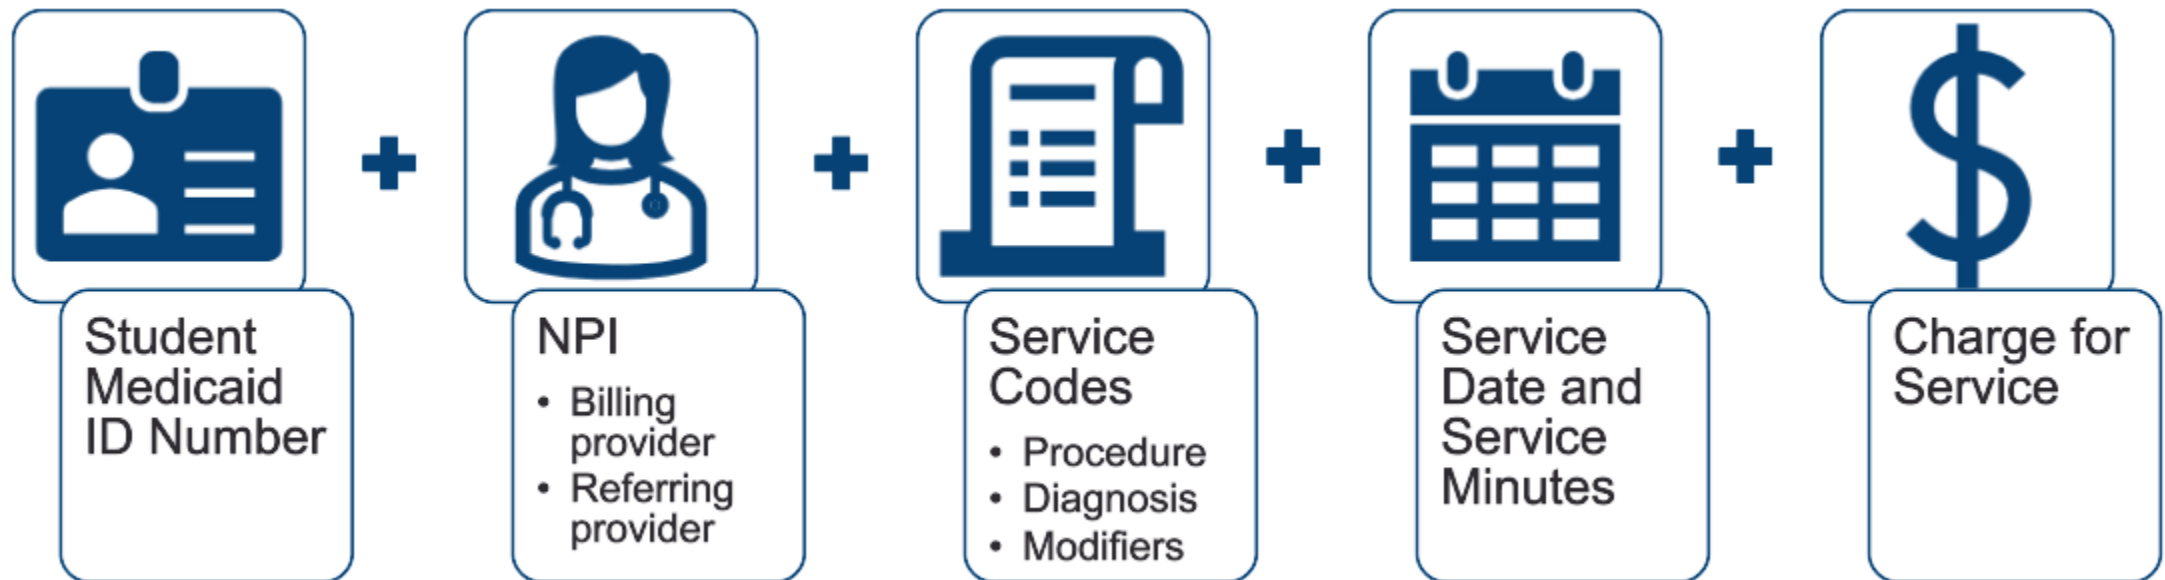 Student
Medicaid
ID Number
NPI
• Billing
provider
• Referring
provider
Service
Codes
• Procedure
• Diagnosis
• Modifiers
Service
Date and
Service
Minutes
Charge for
Service